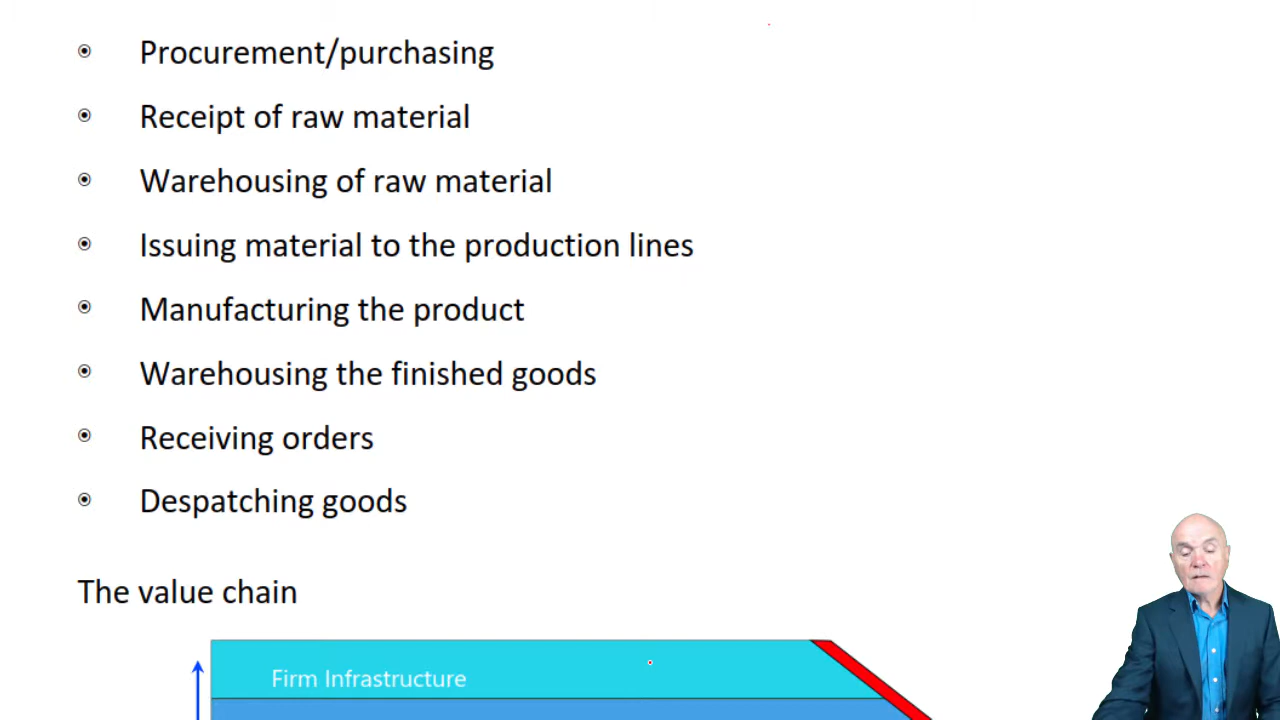 Procurement/purchasing
Receipt of raw material
Warehousing of raw material
Issuing material to the production lines
Manufacturing the product
Warehousing the finished goods
Receiving orders
Despatching goods
The value chain
Firm Infrastructure